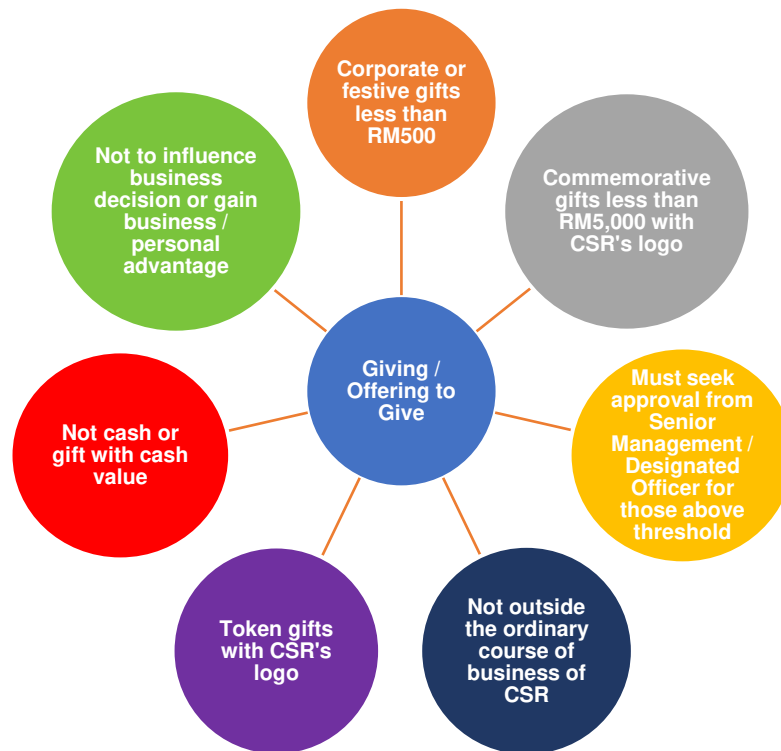 Corporate or
festive gifts
less than
RM500
Commemorative
gifts less than
RM5,000 with
CSR's logo
Must seek
approval from
Senior
Management /
Designated
Officer for
those above
threshold
Not outside
the ordinary
course of
business of
CSR
Token gifts
with CSR's
logo
Not cash or
gift with cash
value
Not to influence
business
decision or gain
business /
personal
advantage
Giving /
Offering to
Give